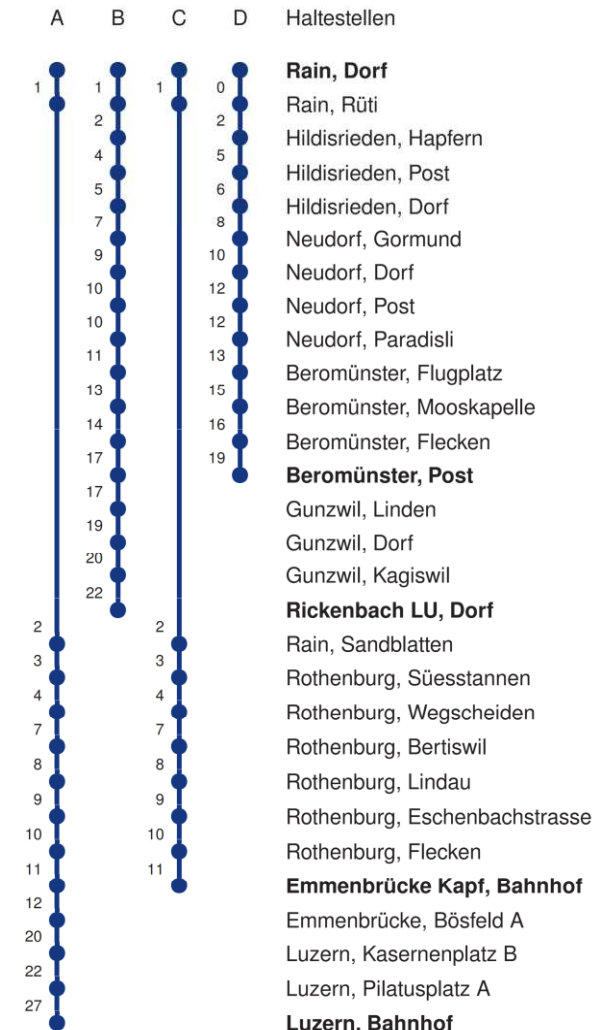 A B C D Haltestellen
Rain, Dorf
1 1 1 0
Rain, Rüti
2 2
Hildisrieden, Hapfern
4 5
Hildisrieden, Post
5 6
Hildisrieden, Dorf
7 8
Neudorf, Gormund
9 10
Neudorf, Dorf
10 12
Neudorf, Post
10 12
Neudorf, Paradisli
11 13
Beromünster, Flugplatz
13 15
Beromünster, Mooskapelle
14 16
Beromünster, Flecken
17 19
Beromünster, Post
17
Gunzwil, Linden
19
Gunzwil, Dorf
20
Gunzwil, Kagiswil
22
Rickenbach LU, Dorf
2 2
Rain, Sandblatten
3 3
Rothenburg, Süesstannen
4 4
Rothenburg, Wegscheiden
7 7
Rothenburg, Bertiswil
8 8
Rothenburg, Lindau
9 9
Rothenburg, Eschenbachstrasse
10 10
Rothenburg, Flecken
11 11
Emmenbrücke Kapf, Bahnhof
12
Emmenbrücke, Bösfeld A
20
Luzern, Kasernenplatz B
22
Luzern, Pilatusplatz A
27
Luzern, Bahnhof